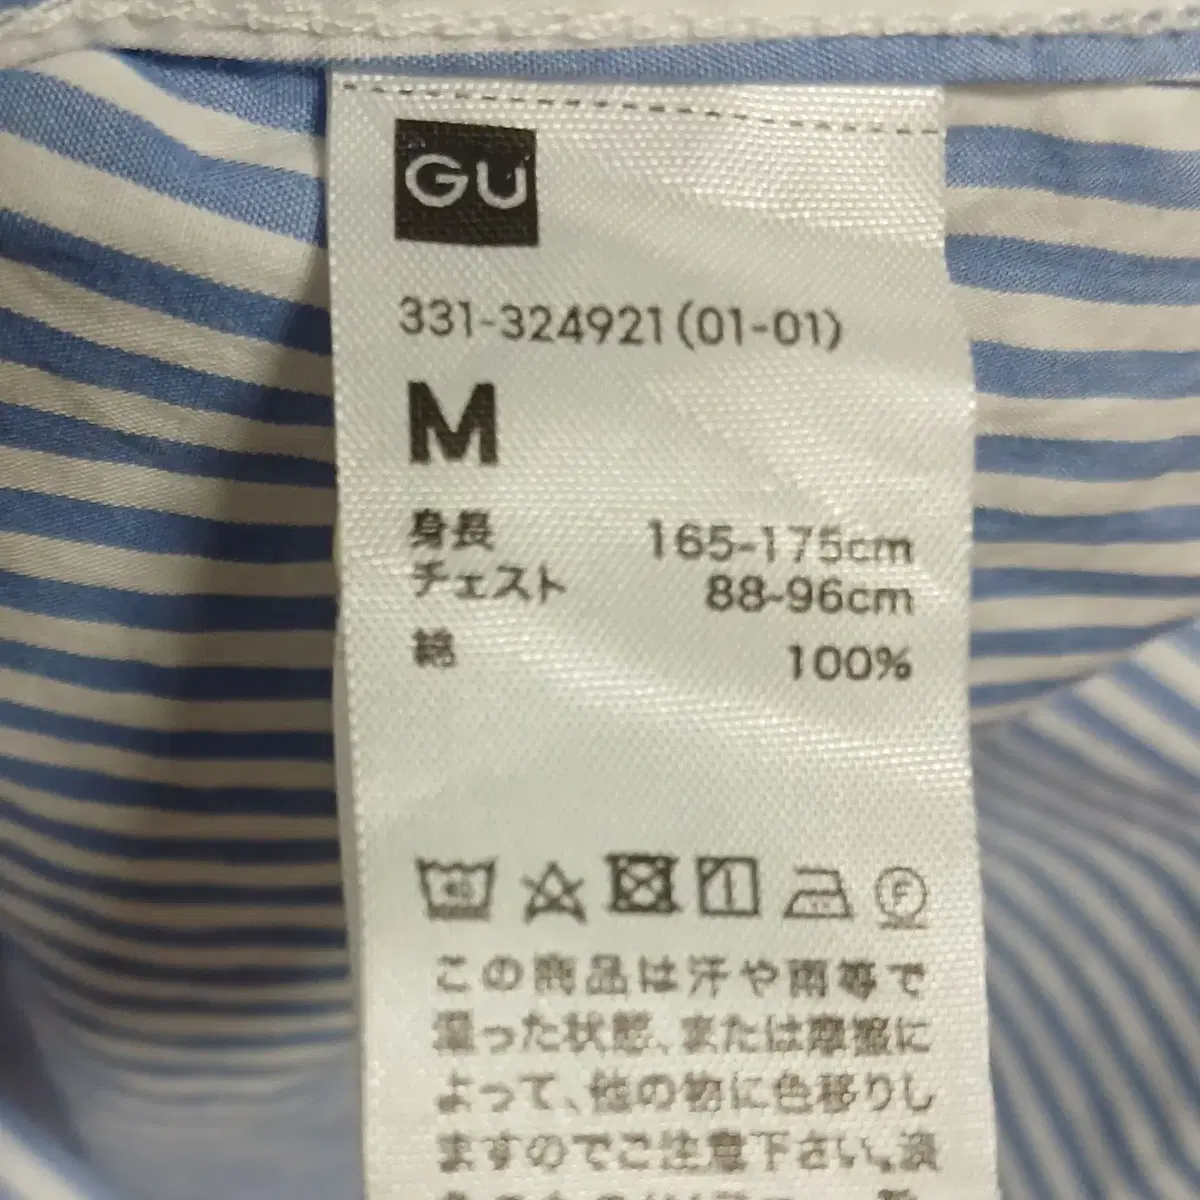 GU
331-324921(01-01)
M
身長 165-175cm
チェスト 88-96cm
綿 100%
40
F
この商品は汗や雨等で
湿った状態、または摩擦に
よって、他の物に色移りし
ますのでご注意下さい。淡